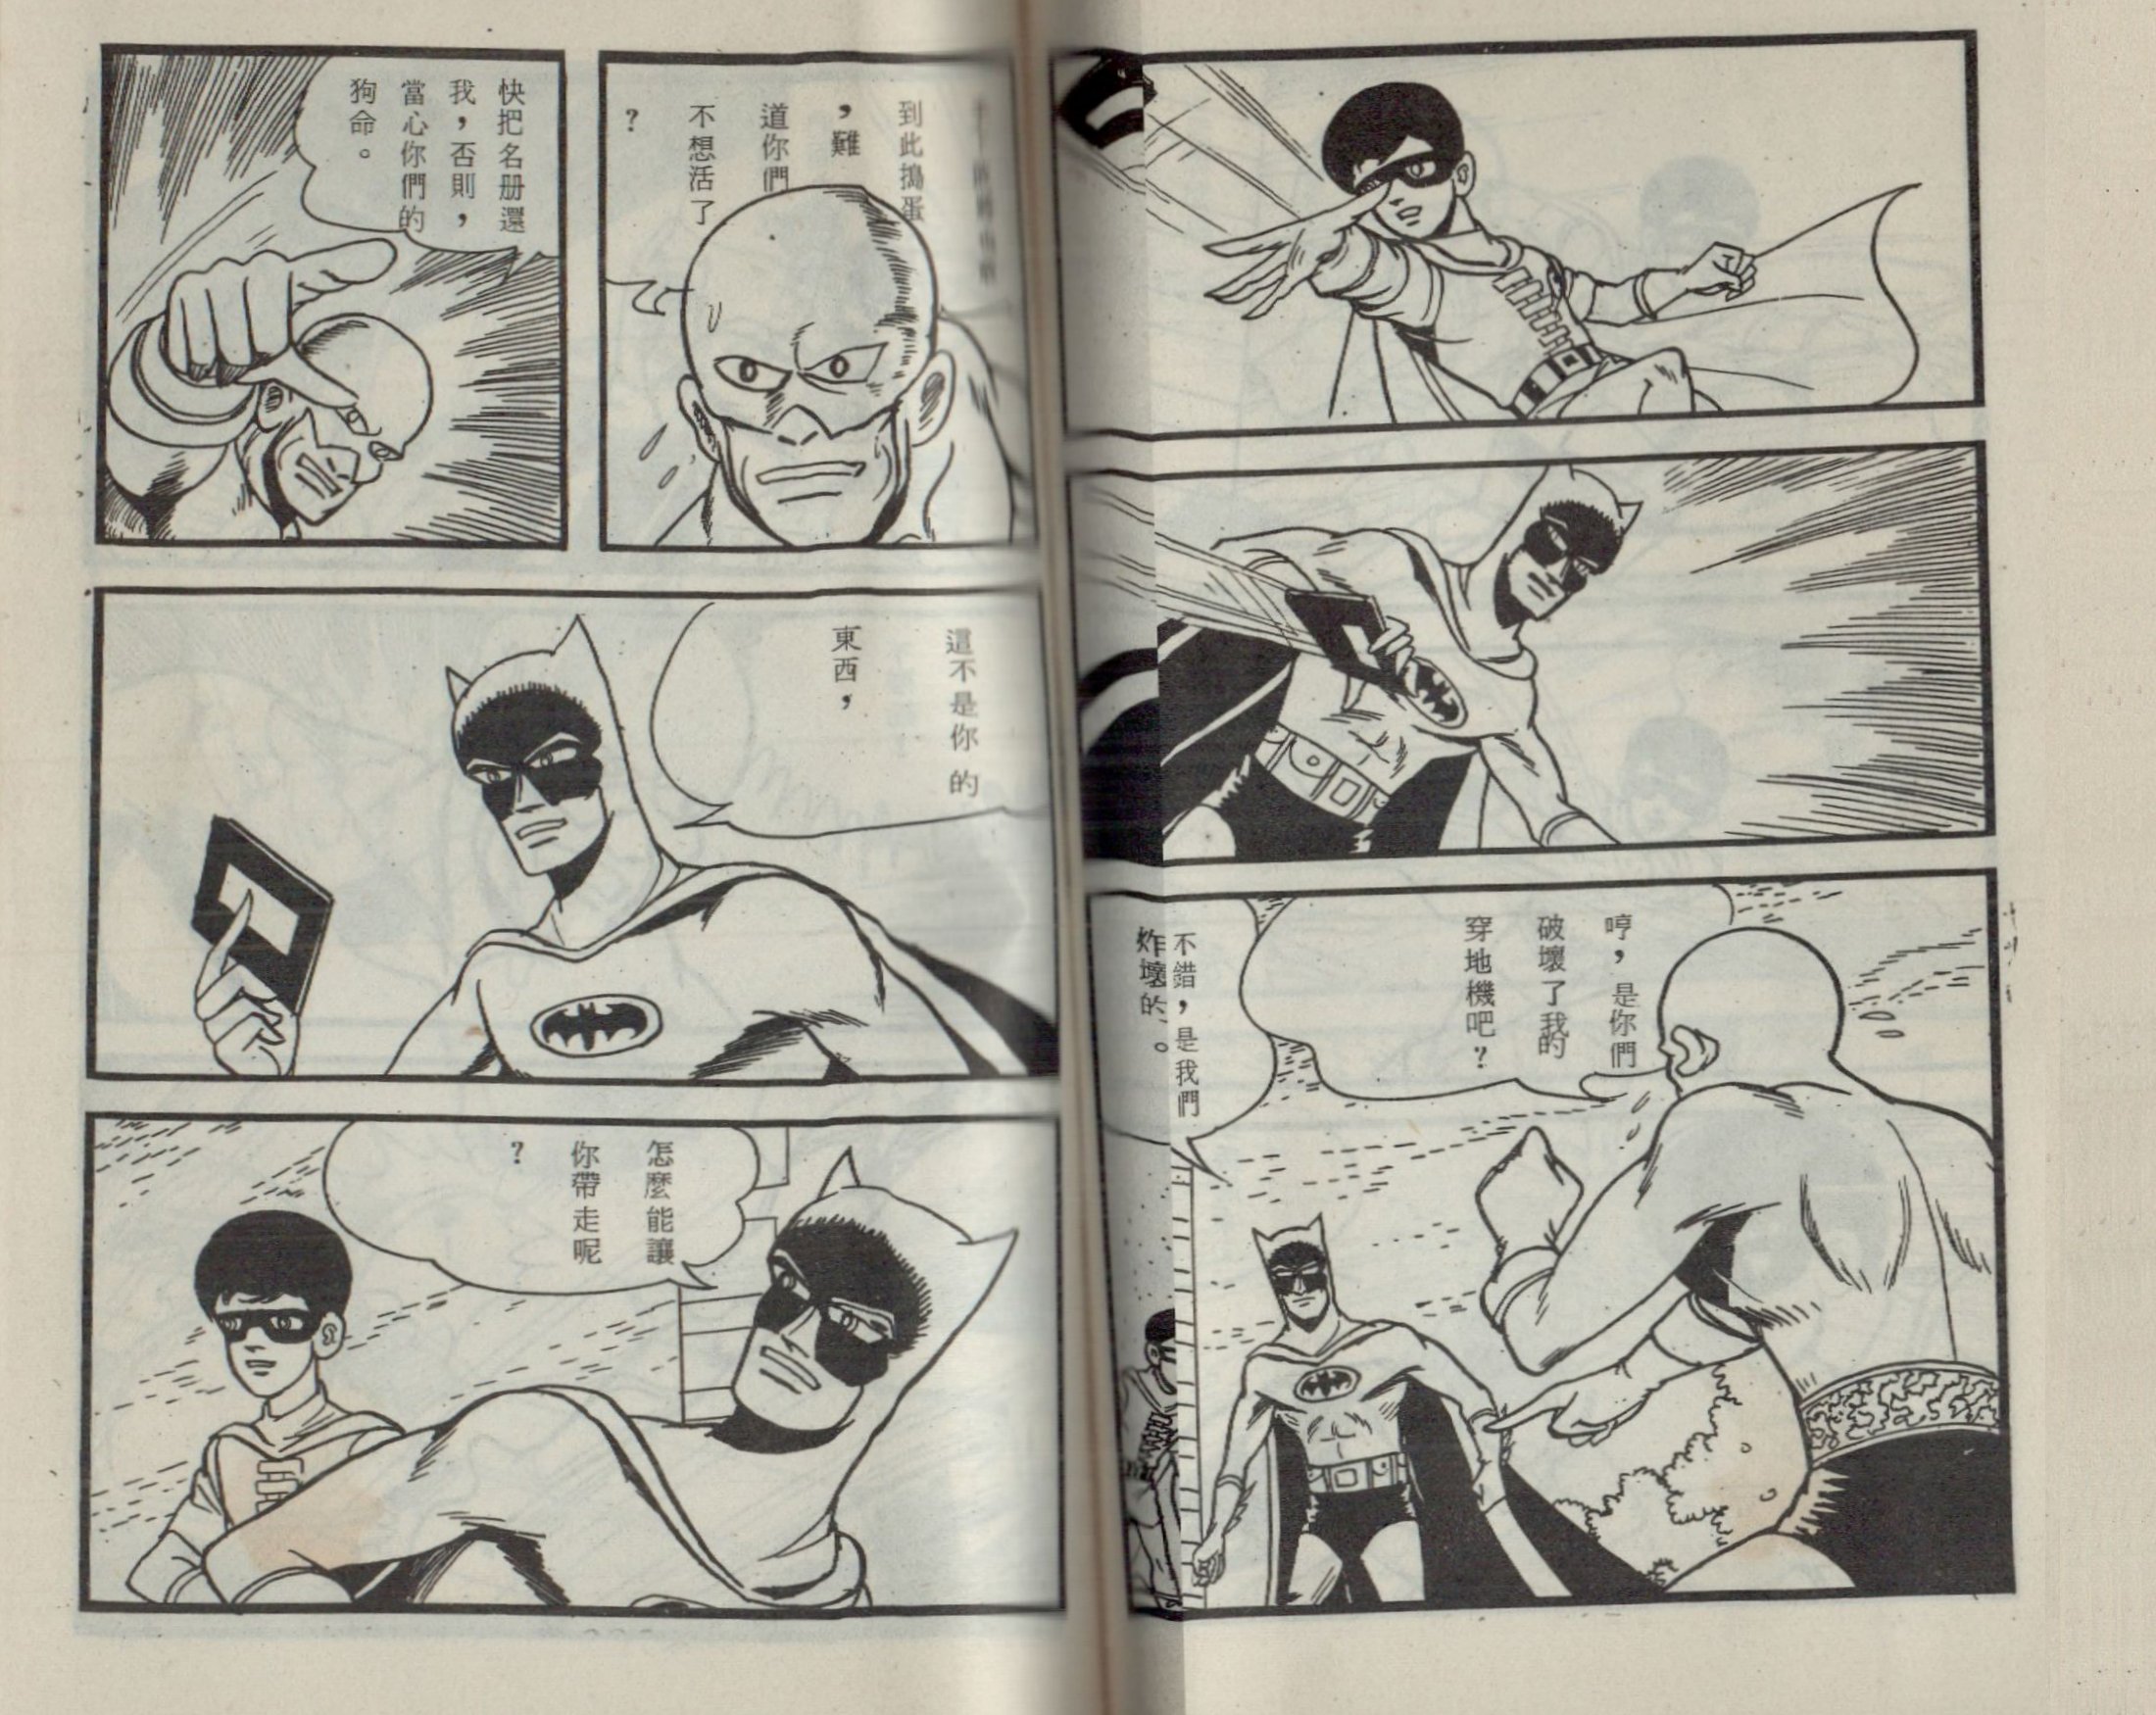 哼，是你們
破壞了我的
穿地機吧？
不錯，是我們
炸壞的。
到此搗蛋
，難
道你們
不想活了
？
快把名册還
我，否則，
當心你們的
狗命。
這不是你的
東西，
怎麼能讓
你帶走呢
？